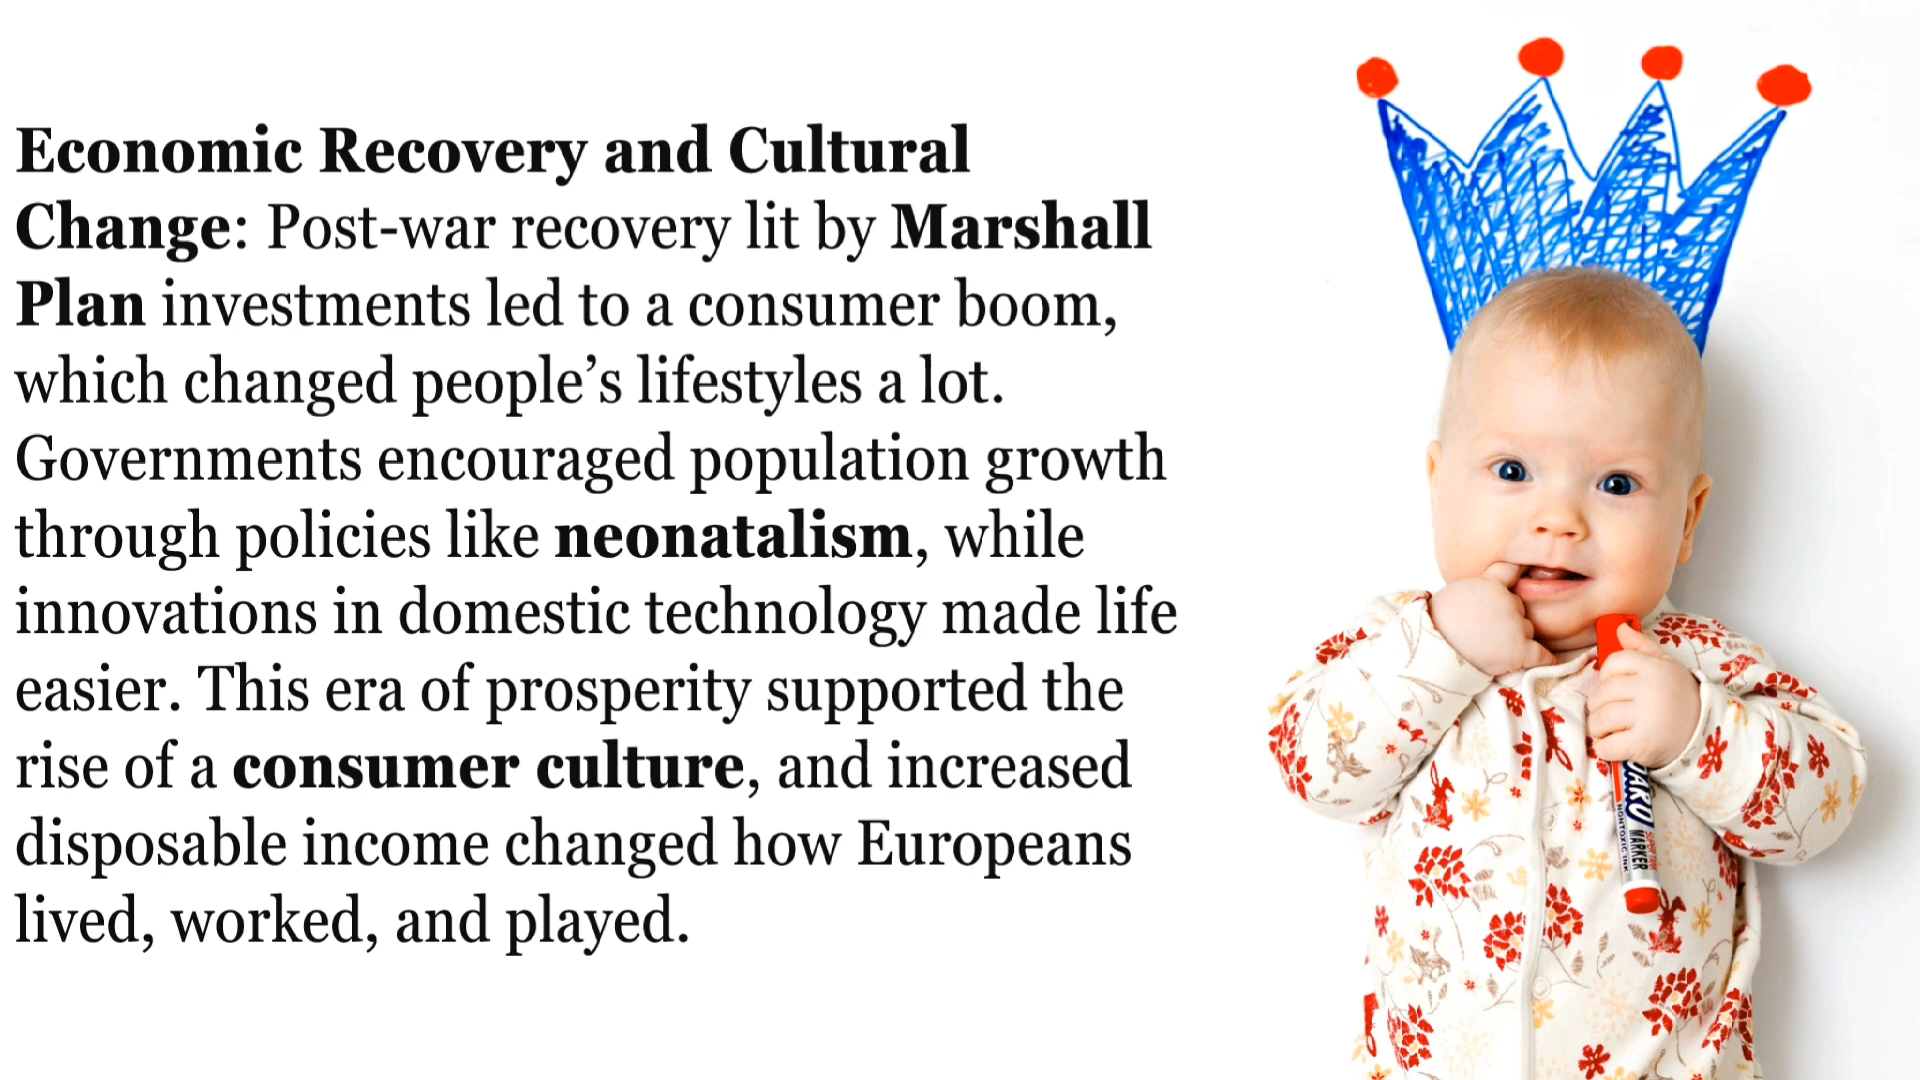 Economic Recovery and Cultural
Change: Post-war recovery lit by Marshall
Plan investments led to a consumer boom,
which changed people’s lifestyles a lot.
Governments encouraged population growth
through policies like neonatalism, while
innovations in domestic technology made life
easier. This era of prosperity supported the
rise of a consumer culture, and increased
disposable income changed how Europeans
lived, worked, and played.
MARKER
NONTOXIC INK